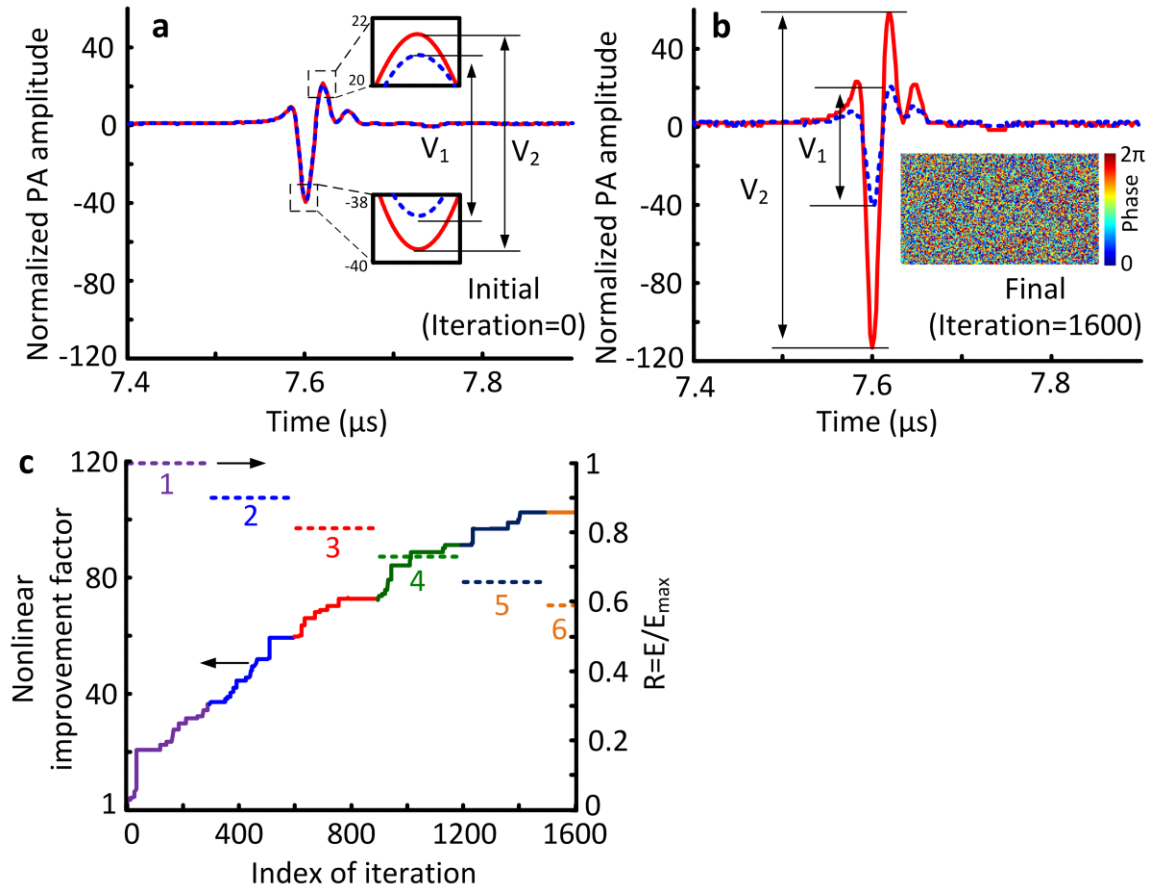 a
Normalized PA amplitude
40
0
-40
-80
-120
7.4
7.6
7.8
Time (μs)
22
20
-38
-40
V1
V2
Initial
(Iteration=0)
b
Normalized PA amplitude
40
0
-40
-80
-120
7.4
7.6
7.8
Time (μs)
V1
V2
2π
Phase
0
Final
(Iteration=1600)
c
Nonlinear
improvement factor
120
80
40
1
0
400
800
1200
1600
Index of iteration
1
2
3
4
5
6
1
0.8
0.6
0.4
0.2
0
R=E/Emax